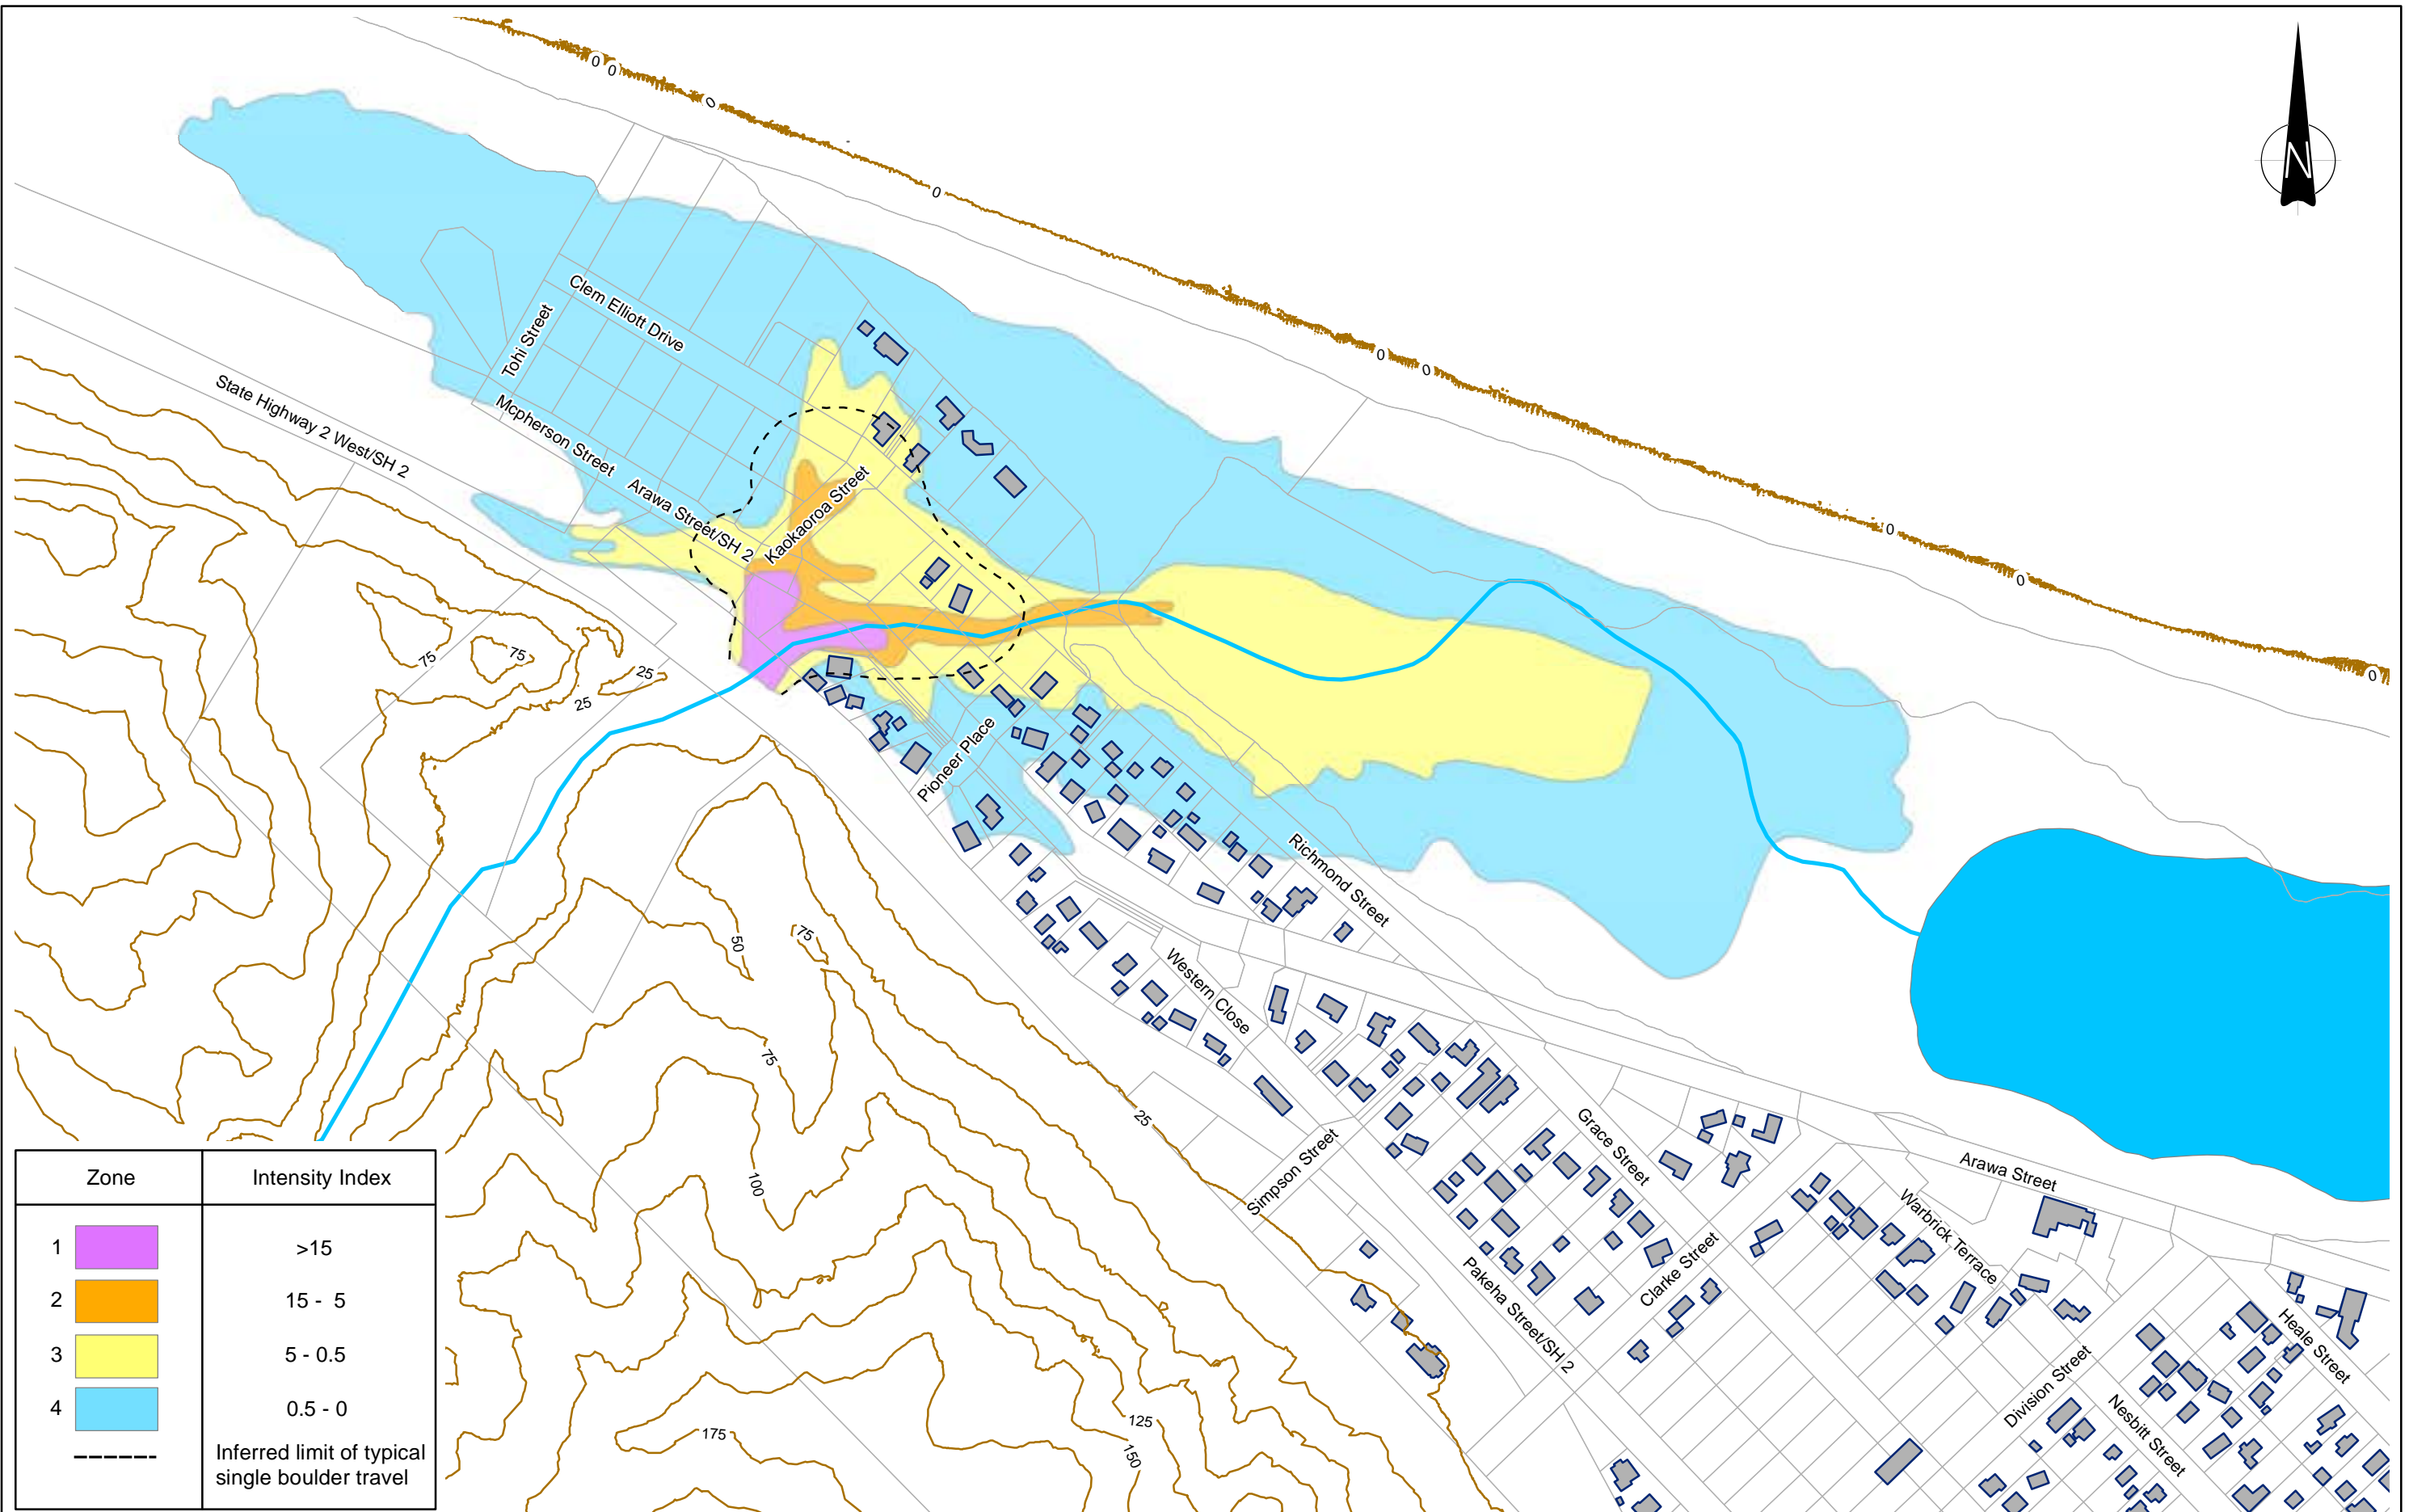 0 0
0
0
N
0
0
0
0
0
Clem Elliott Drive
Tohi Street
State Highway 2 West/SH 2
Mcpherson Street
Arawa Street/SH 2
Kaokaoroa Street
75
75
25
25
Pioneer Place
Richmond Street
50
75
Western Close
75
25
100
Simpson Street
Grace Street
Arawa Street
Warbrick Terrace
Clarke Street
Pakeha Street/SH 2
Heale Street
Division Street
Nesbitt Street
125
150
175
Zone Intensity Index
1 >15
2 15 - 5
3 5 - 0.5
4 0.5 - 0
Inferred limit of typical
single boulder travel